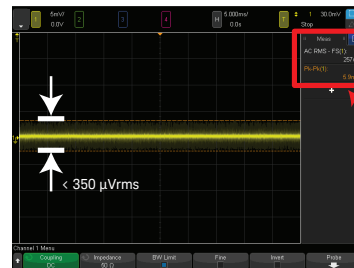 1 5mV/ 0.0V 2 3 4 H 5.000ms/ 0.0s T 1 30.0mV Stop
Meas
AC RMS - FS(1):
Pk-Pk(1):
< 350 µVrms
Channel 1 Menu
Coupling Impedance BW Limit Fine Invert Probe
DC 50 Ω